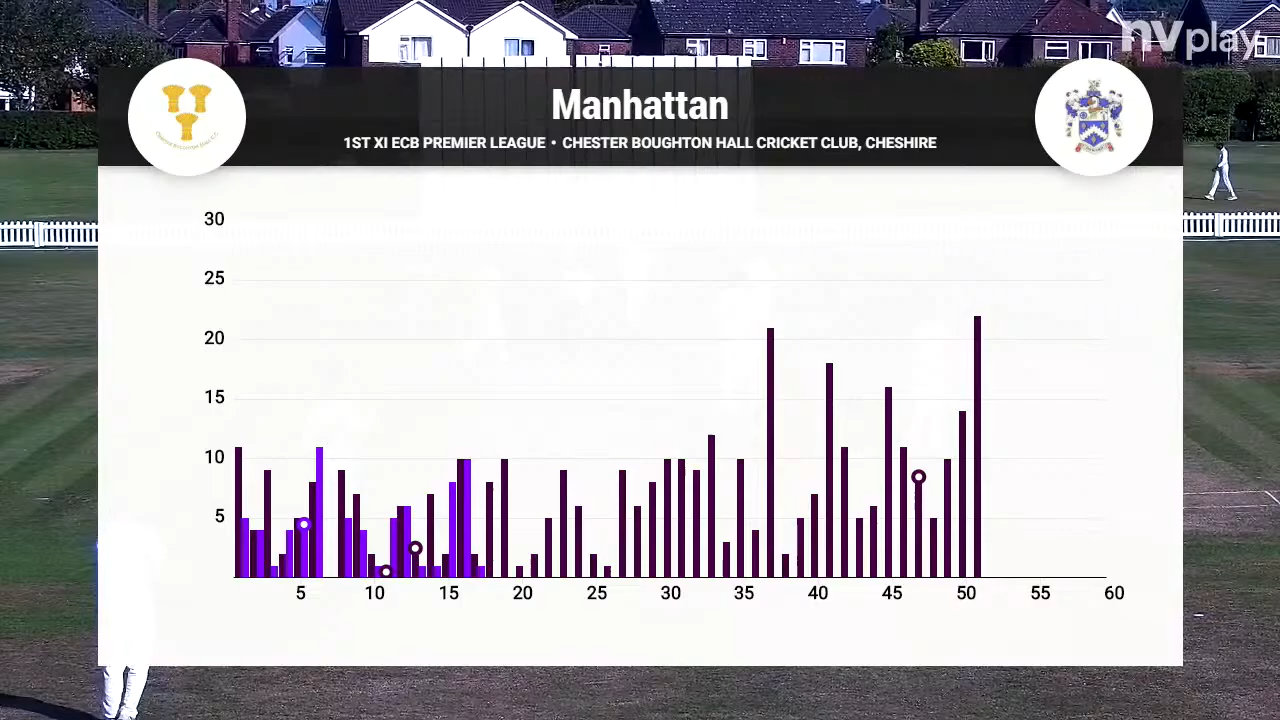 nvplay
Manhattan
1ST XI ECB PREMIER LEAGUE • CHESTER BOUGHTON HALL CRICKET CLUB, CHESHIRE
30
25
20
15
10
5
5 10 15 20 25 30 35 40 45 50 55 60